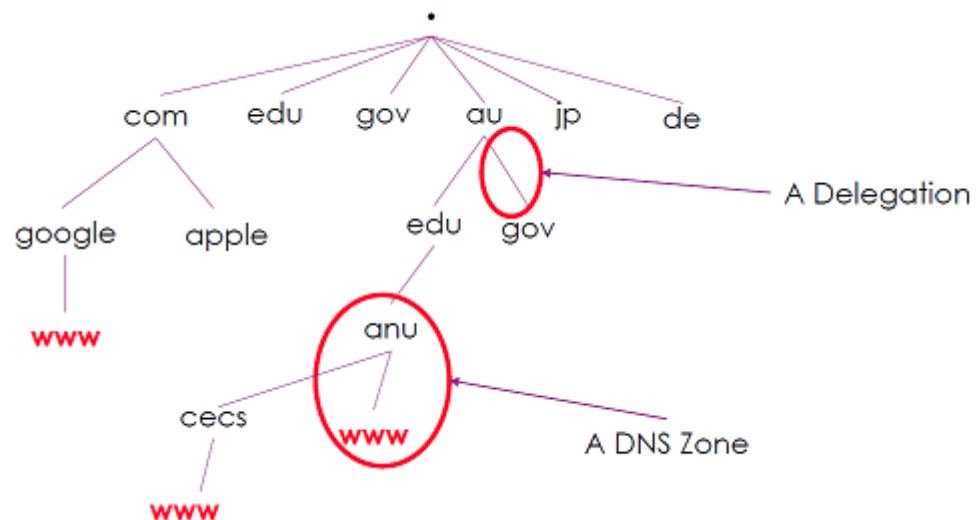 .
com edu gov au jp de
A Delegation
google apple edu gov
www anu
cecs www A DNS Zone
www